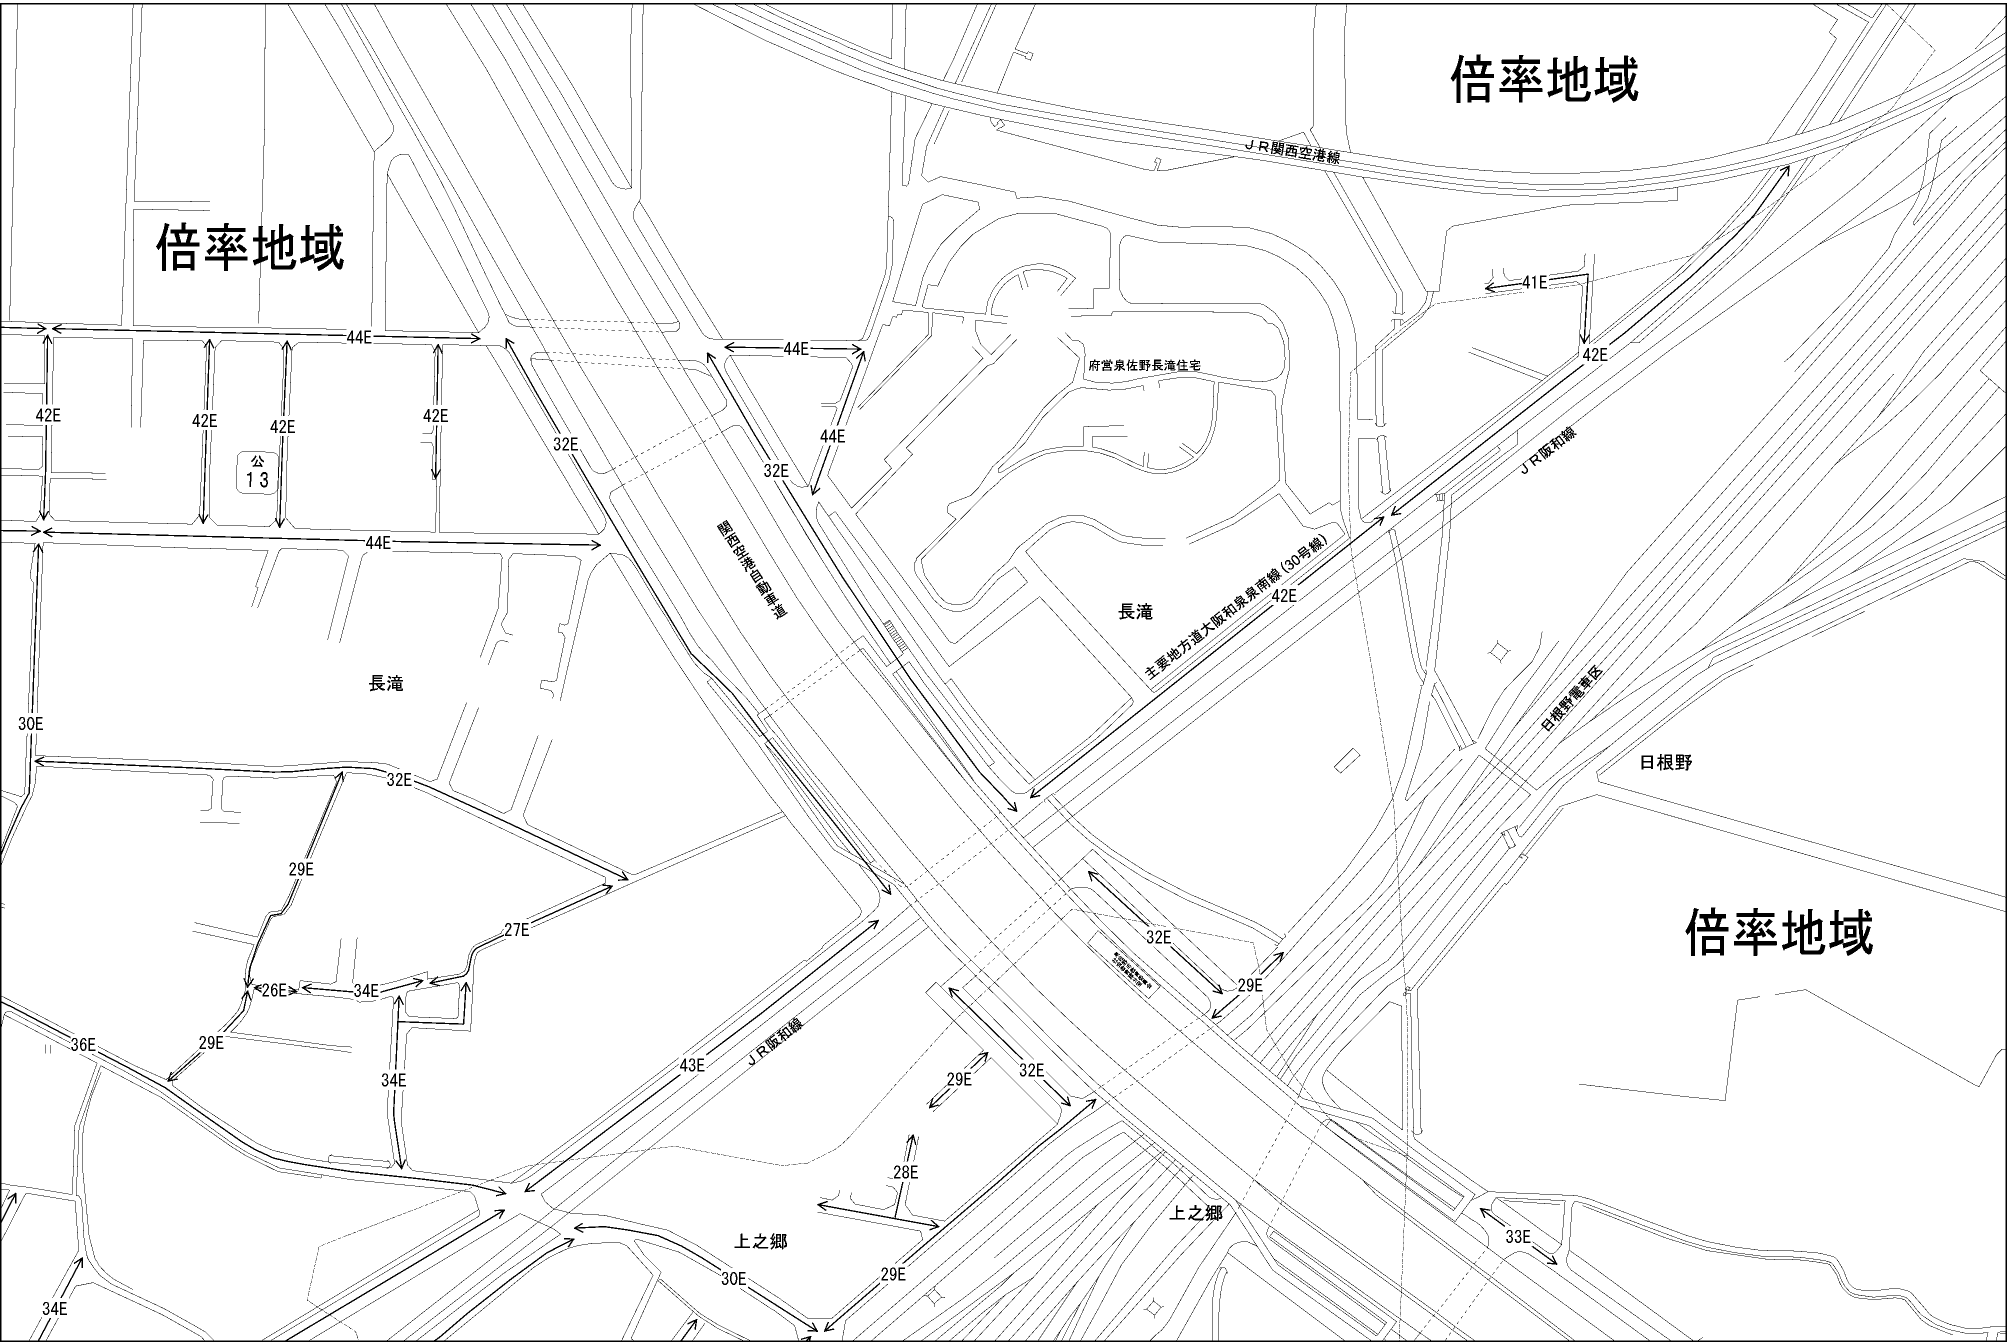 倍率地域
ＪＲ関西空港線
倍率地域
41E
44E
44E
42E
府営泉佐野長滝住宅
42E
42E
42E
42E
44E
32E
32E
公
13
ＪＲ阪和線
関西空港自動車道
44E
主要地方道大阪和泉泉南線(30号線)
42E
長滝
長滝
日根野電車区
30E
32E
日根野
29E
27E
32E
倍率地域
26E
34E
29E
36E
29E
ＪＲ阪和線
43E
32E
29E
34E
28E
上之郷
上之郷
33E
30E
29E
34E